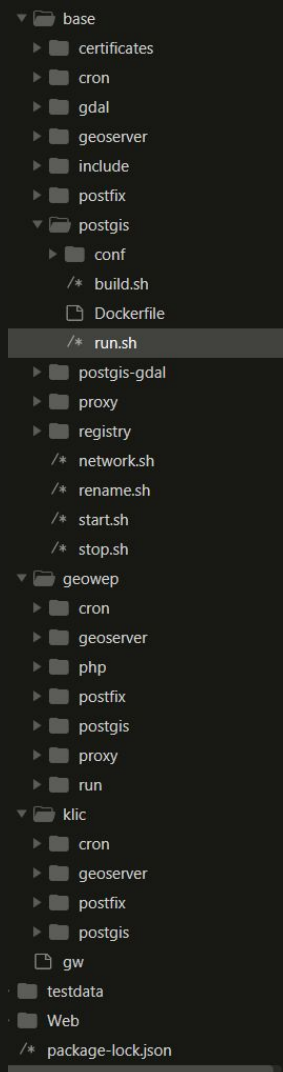 base
certificates
cron
gdal
geoserver
include
postfix
postgis
conf
/* build.sh
Dockerfile
/* run.sh
postgis-gdal
proxy
registry
/* network.sh
/* rename.sh
/* start.sh
/* stop.sh
geowep
cron
geoserver
php
postfix
postgis
proxy
run
klic
cron
geoserver
postfix
postgis
gw
testdata
Web
/* package-lock.json